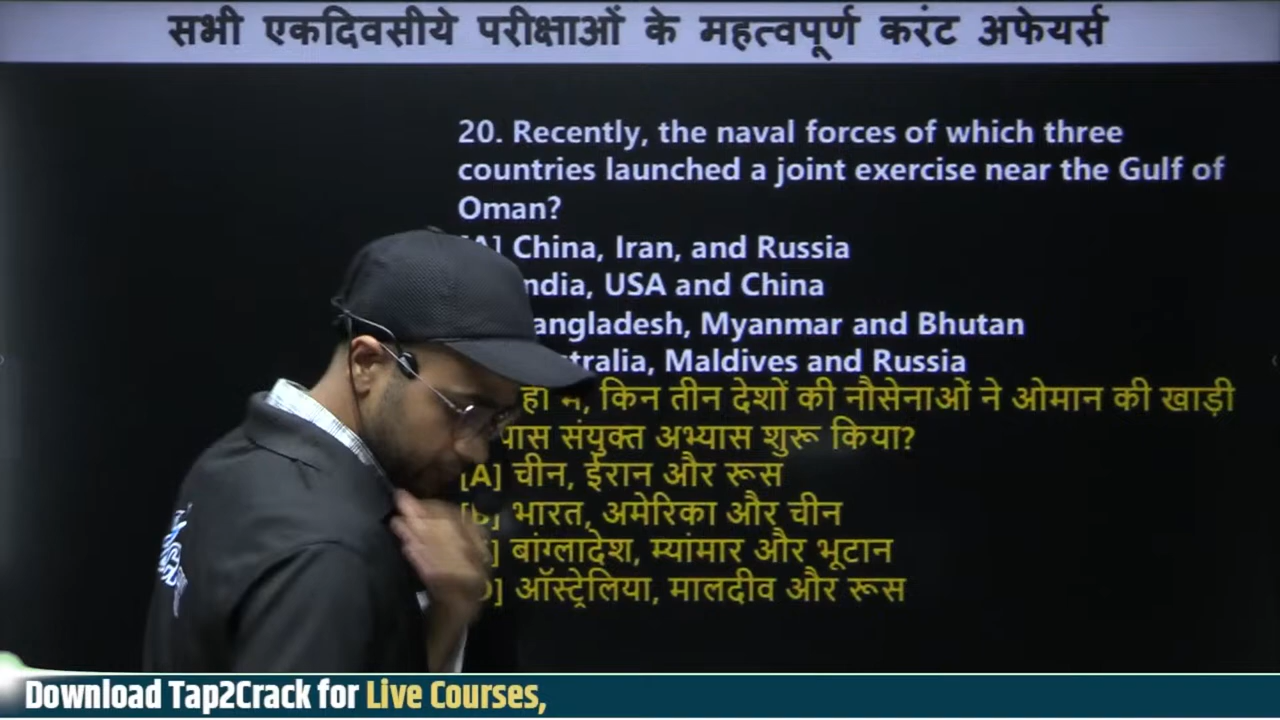 सभी एकदिवसीये परीक्षाओं के महत्वपूर्ण करंट अफेयर्स
20. Recently, the naval forces of which three
countries launched a joint exercise near the Gulf of
Oman?
[A] China, Iran, and Russia
ndia, USA and China
angladesh, Myanmar and Bhutan
tralia, Maldives and Russia
किन तीन देशों की नौसेनाओं ने ओमान की खाड़ी
पास संयुक्त अभ्यास शुरू किया?
[A] चीन, ईरान और रूस
भारत, अमेरिका और चीन
बांग्लादेश, म्यांमार और भूटान
ऑस्ट्रेलिया, मालदीव और रूस
Download Tap2Crack for Live Courses,